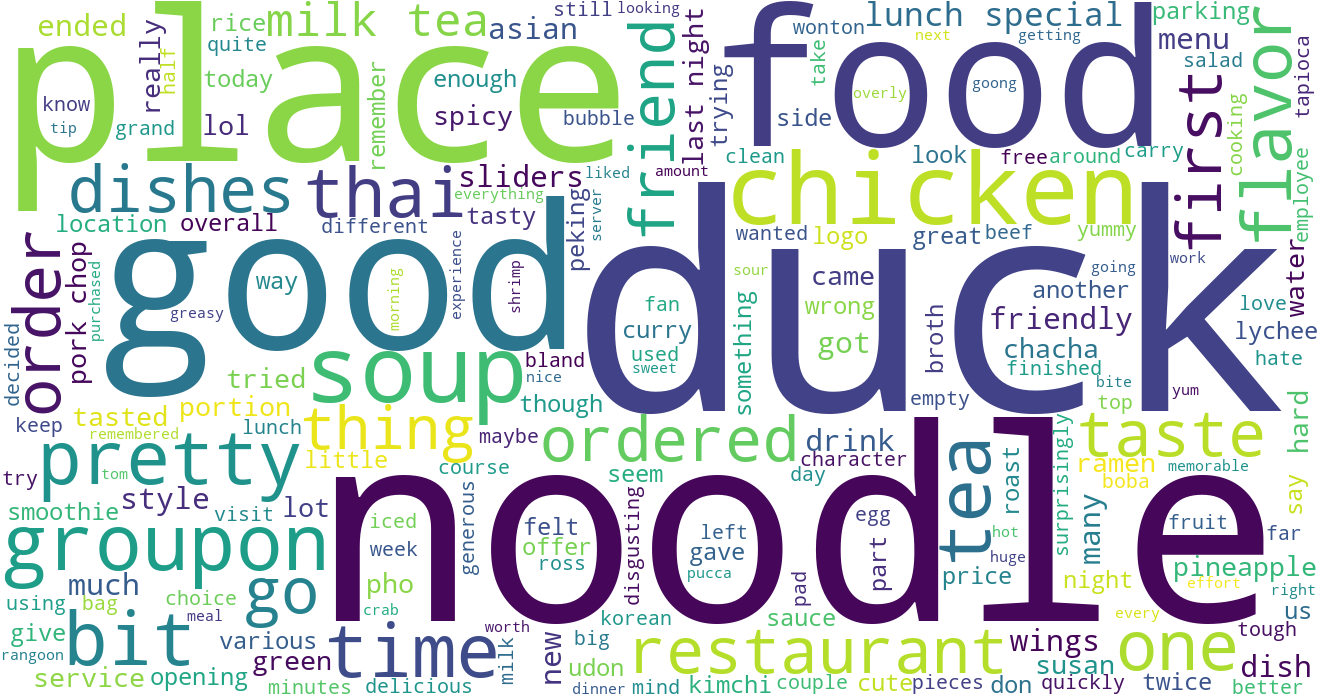 ended
rice
milk tea
asian
still
looking
lunch special
parking
place
food
friend
flavor
really
half
quite
today
remember
enough
spicy
bubble
last night
trying
wonton
take
next
getting
menu
salad
tapioca
know
tip
grand
lol
overly
goong
side
first
cooking
employee
dishes
thai
sliders
liked
amount
clean
look
free
around
carry
everything
chicken
location
overall
different
tasty
peking
server
wanted
logo
great
beef
yummy
order
pork chop
purchased
good
way
greasy
morning
experience
shrimp
duck
sour
came
going
work
another
water
fan
something
wrong
friendly
love
lychee
decided
curry
used
sweet
got
broth
chacha
finished
hate
soup
bland
nice
though
empty
bite
top
yum
keep
tried
tasted
portion
remembered
lunch
thing
little
maybe
ordered
drink
character
taste
hard
try
pretty
tom
course
seem
day
tea
roast
surprisingly
ramen
boba
memorable
say
style
smoothie
visit
lot
noodle
iced
week
generous
felt
offer
ross
disgusting
left
gave
pucca
egg
part
hot
huge
many
fruit
far
groupon
much
go
pho
crab
pad
price
night
pineapple
effort
right
using
bag
choice
meal
korean
sauce
every
us
give
bit
various
time
worth
milk
new
big
restaurant
wings
one
tough
rangoon
service
opening
green
minutes
delicious
udon
dinner
mind
kimchi
couple
cute
pieces
don
susan
quickly
twice
dish
better